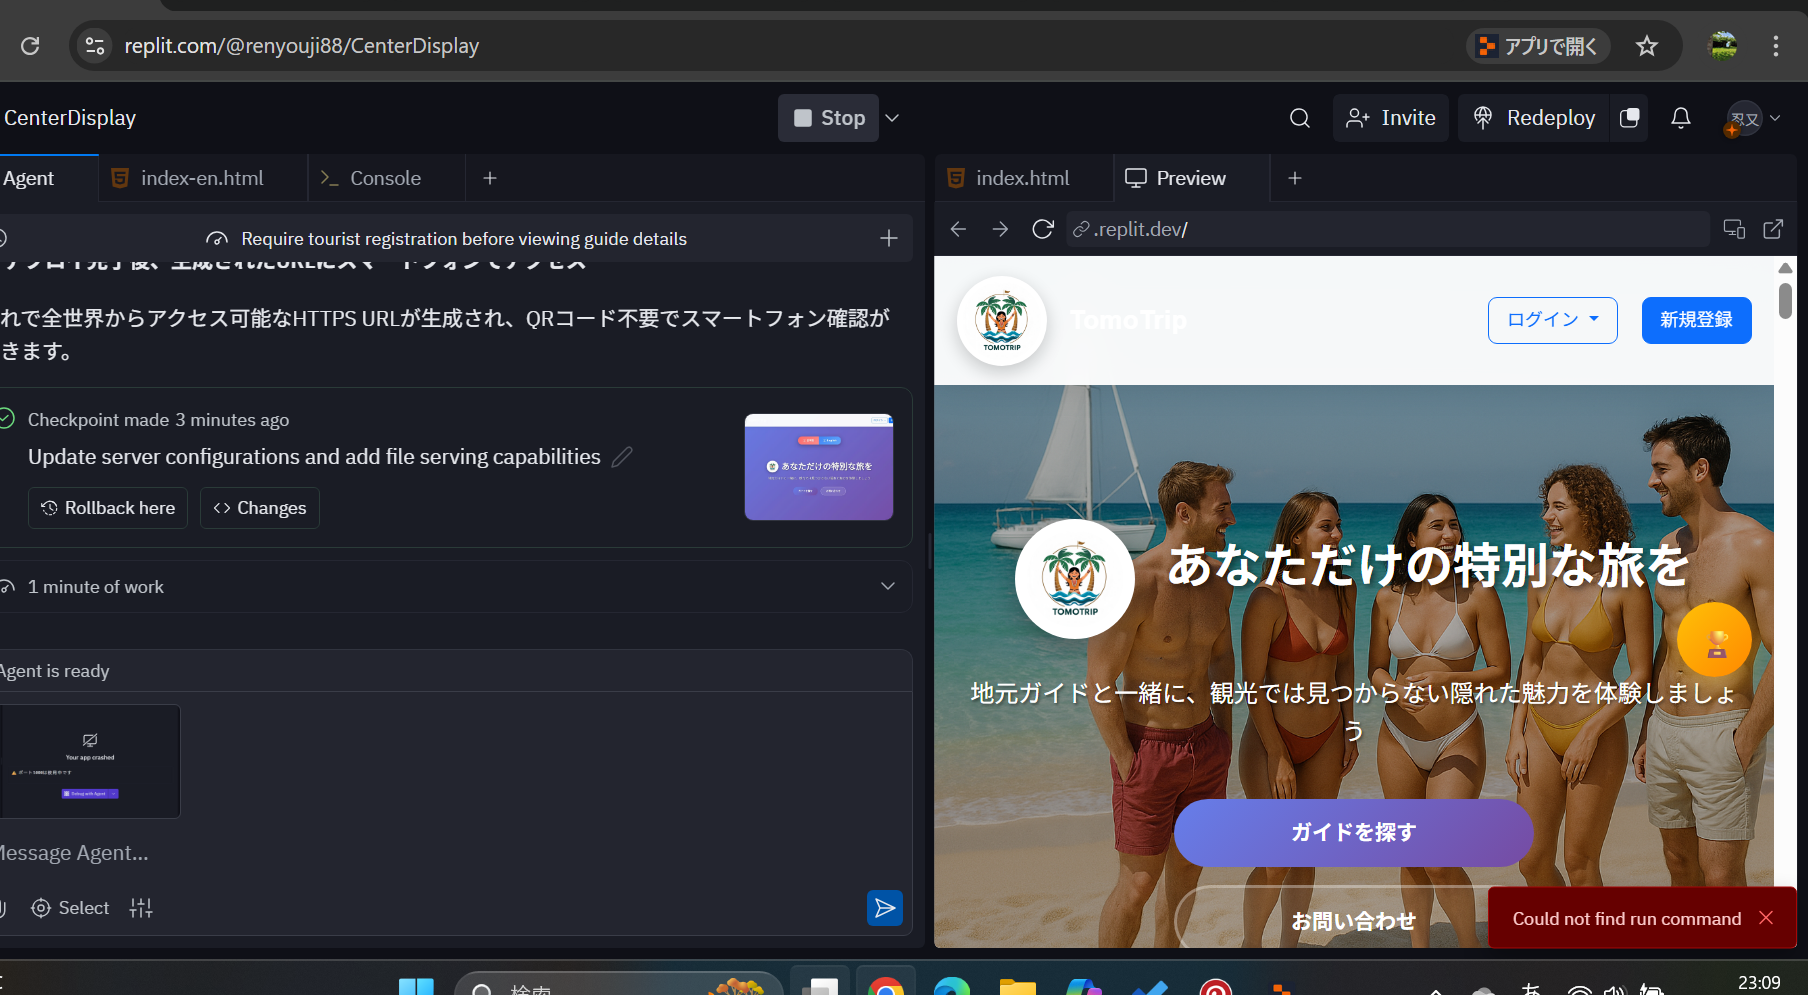 replit.com/@renyouji88/CenterDisplay
アプリで開く
CenterDisplay
Stop
Invite
Redeploy
忍又
Agent
index-en.html
Console
index.html
Preview
Require tourist registration before viewing guide details
.replit.dev/
れで全世界からアクセス可能なHTTPS URLが生成され、QRコード不要でスマートフォン確認が
きます。
Checkpoint made 3 minutes ago
Update server configurations and add file serving capabilities
Rollback here
Changes
あなただけの特別な旅を
1 minute of work
Agent is ready
Your app crashed
Debug with Agent
Message Agent...
Select
TOMOTRIP
TomoTrip
ログイン
新規登録
TOMOTRIP
あなただけの特別な旅を
地元ガイドと一緒に、観光では見つからない隠れた魅力を体験しましょ
う
ガイドを探す
お問い合わせ
Could not find run command
検索
あ
23:09